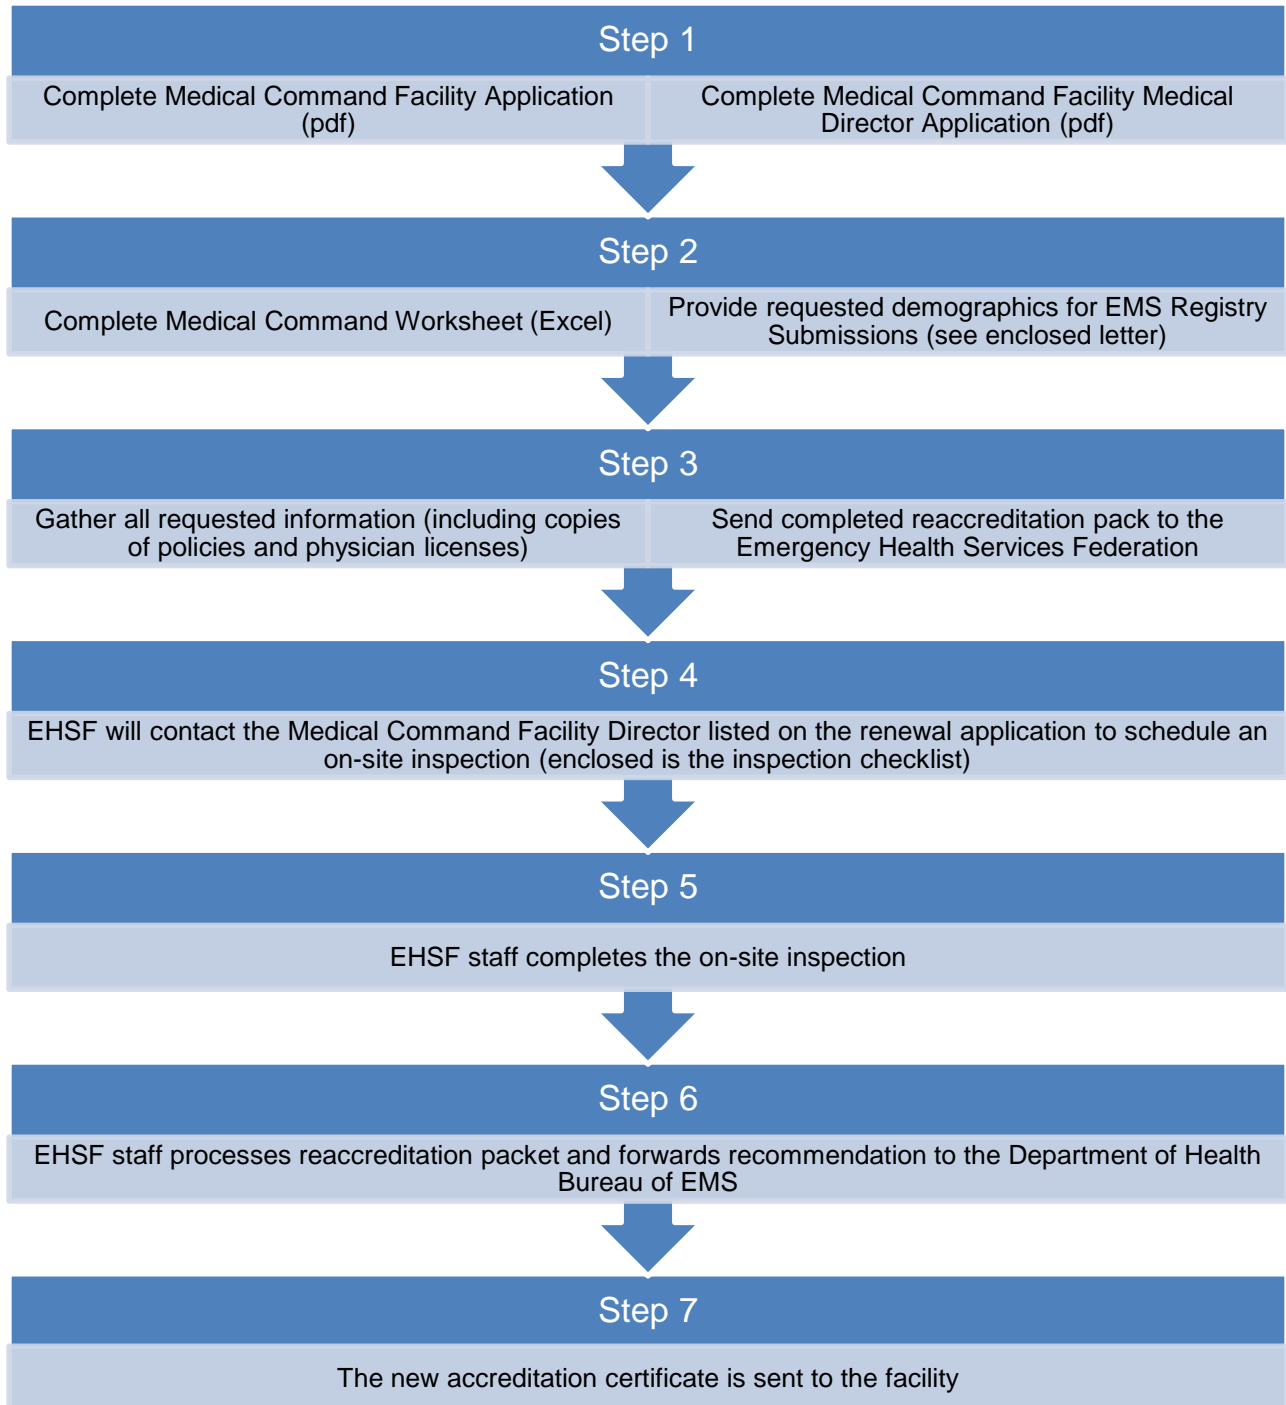 Step 1
Complete Medical Command Facility Application
(pdf)
Complete Medical Command Facility Medical
Director Application (pdf)
Step 2
Complete Medical Command Worksheet (Excel)
Provide requested demographics for EMS Registry
Submissions (see enclosed letter)
Step 3
Gather all requested information (including copies
of policies and physician licenses)
Send completed reaccreditation pack to the
Emergency Health Services Federation
Step 4
EHSF will contact the Medical Command Facility Director listed on the renewal application to schedule an
on-site inspection (enclosed is the inspection checklist)
Step 5
EHSF staff completes the on-site inspection
Step 6
EHSF staff processes reaccreditation packet and forwards recommendation to the Department of Health
Bureau of EMS
Step 7
The new accreditation certificate is sent to the facility